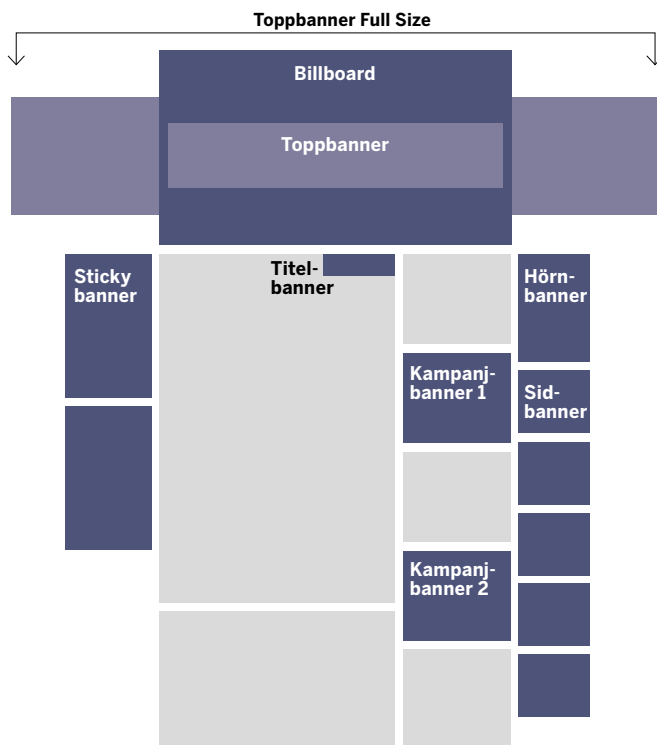 Toppbanner Full Size
Billboard
Toppbanner
Sticky
banner
Titel-
banner
Hörn-
banner
Kampanj-
banner 1
Sid-
banner
Kampanj-
banner 2